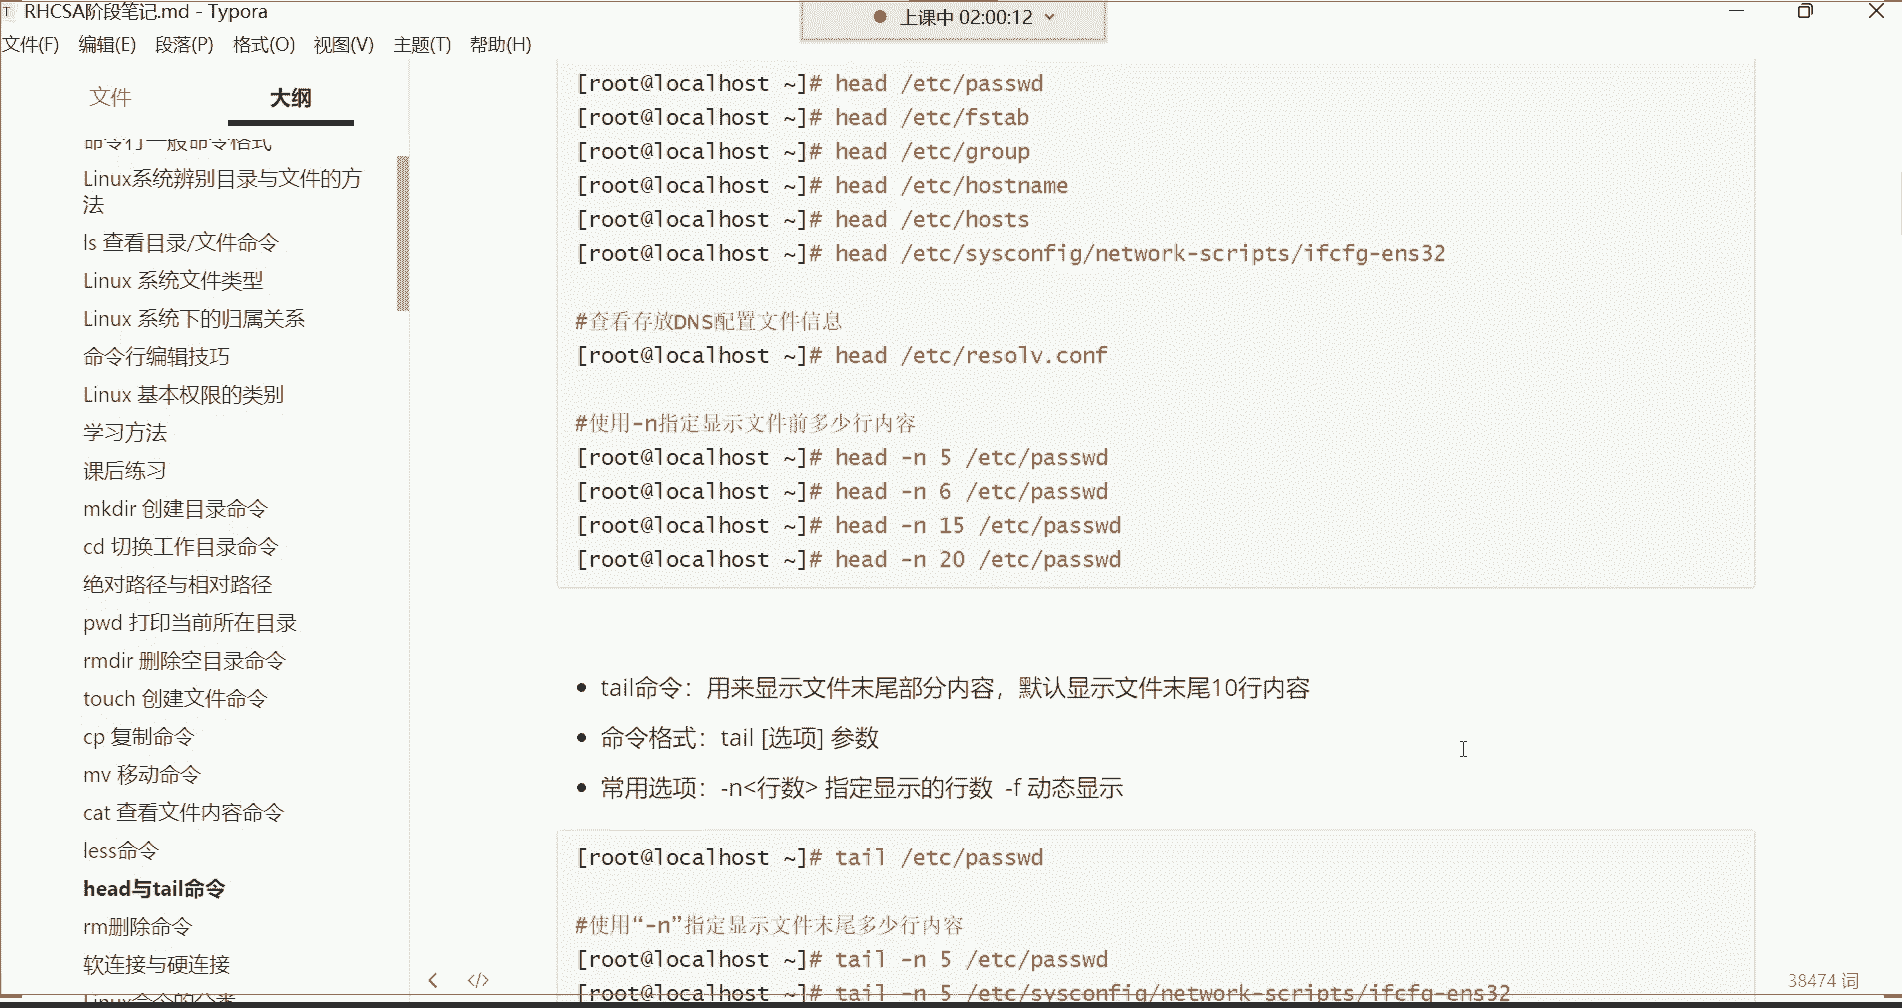 RHCSA阶段笔记.md - Typora
上课中 02:00:12
文件(F) 编辑(E) 段落(P) 格式(O) 视图(V) 主题(T) 帮助(H)
文件 大纲
命令行一般命令格式
Linux系统辨别目录与文件的方
法
ls 查看目录/文件命令
Linux 系统文件类型
Linux 系统下的归属关系
命令行编辑技巧
Linux 基本权限的类别
学习方法
课后练习
mkdir 创建目录命令
cd 切换工作目录命令
绝对路径与相对路径
pwd 打印当前所在目录
rmdir 删除空目录命令
touch 创建文件命令
cp 复制命令
mv 移动命令
cat 查看文件内容命令
less命令
head与tail命令
rm删除命令
软连接与硬连接
Linux命令的分类
[root@localhost ~]# head /etc/passwd
[root@localhost ~]# head /etc/fstab
[root@localhost ~]# head /etc/group
[root@localhost ~]# head /etc/hostname
[root@localhost ~]# head /etc/hosts
[root@localhost ~]# head /etc/sysconfig/network-scripts/ifcfg-ens32
#查看存放DNS配置文件信息
[root@localhost ~]# head /etc/resolv.conf
#使用-n指定显示文件前多少行内容
[root@localhost ~]# head -n 5 /etc/passwd
[root@localhost ~]# head -n 6 /etc/passwd
[root@localhost ~]# head -n 15 /etc/passwd
[root@localhost ~]# head -n 20 /etc/passwd
• tail命令：用来显示文件末尾部分内容，默认显示文件末尾10行内容
• 命令格式：tail [选项] 参数
• 常用选项：-n<行数> 指定显示的行数 -f 动态显示
[root@localhost ~]# tail /etc/passwd
#使用“-n”指定显示文件末尾多少行内容
[root@localhost ~]# tail -n 5 /etc/passwd
[root@localhost ~]# tail -n 5 /etc/sysconfig/network-scripts/ifcfg-ens32
38474 词